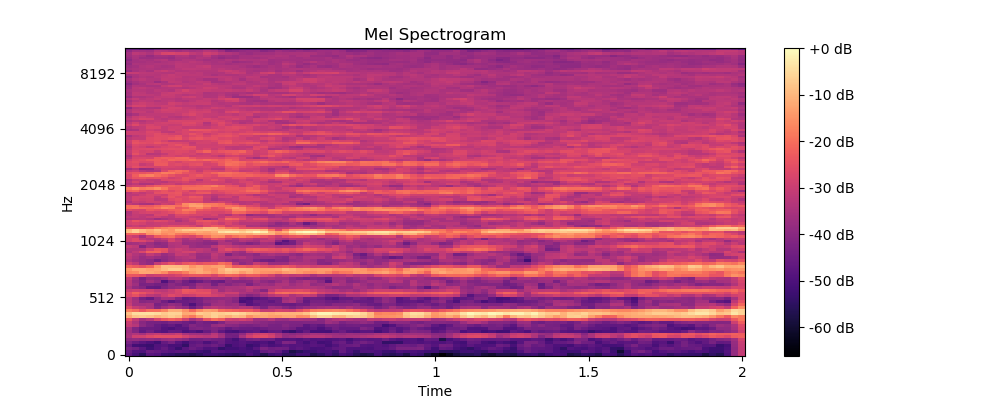 Mel Spectrogram
Hz
8192
4096
2048
1024
512
0
0
0.5
1
1.5
2
Time
+0 dB
-10 dB
-20 dB
-30 dB
-40 dB
-50 dB
-60 dB